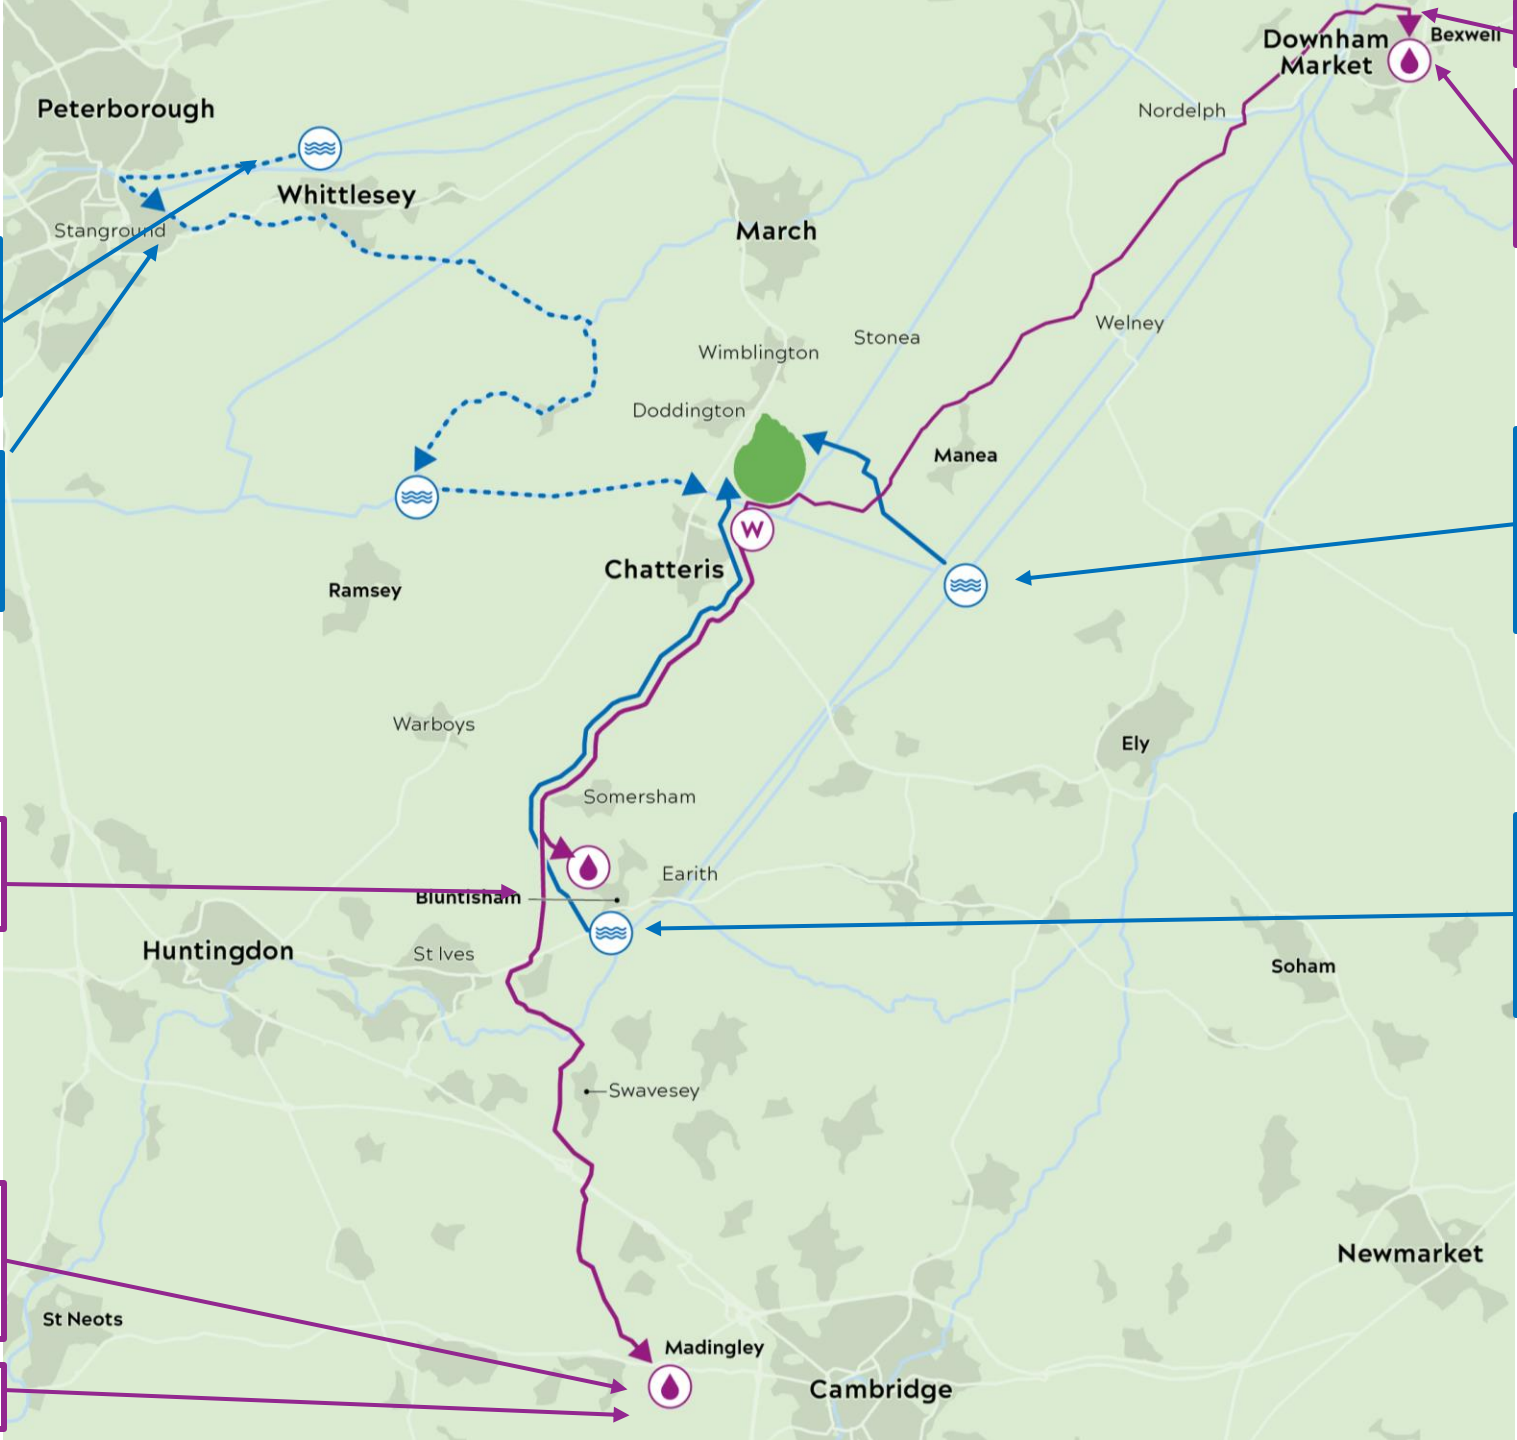 Downham
Market
Bexwell
Peterborough
Nordelph
Whittlesey
Stanground
March
Welney
Stonea
Wimblington
Doddington
Manea
W
Chatteris
Ramsey
Warboys
Ely
Somersham
Earith
Bluntisham
Huntingdon
St Ives
Soham
Swavesey
Newmarket
St Neots
Madingley
Cambridge